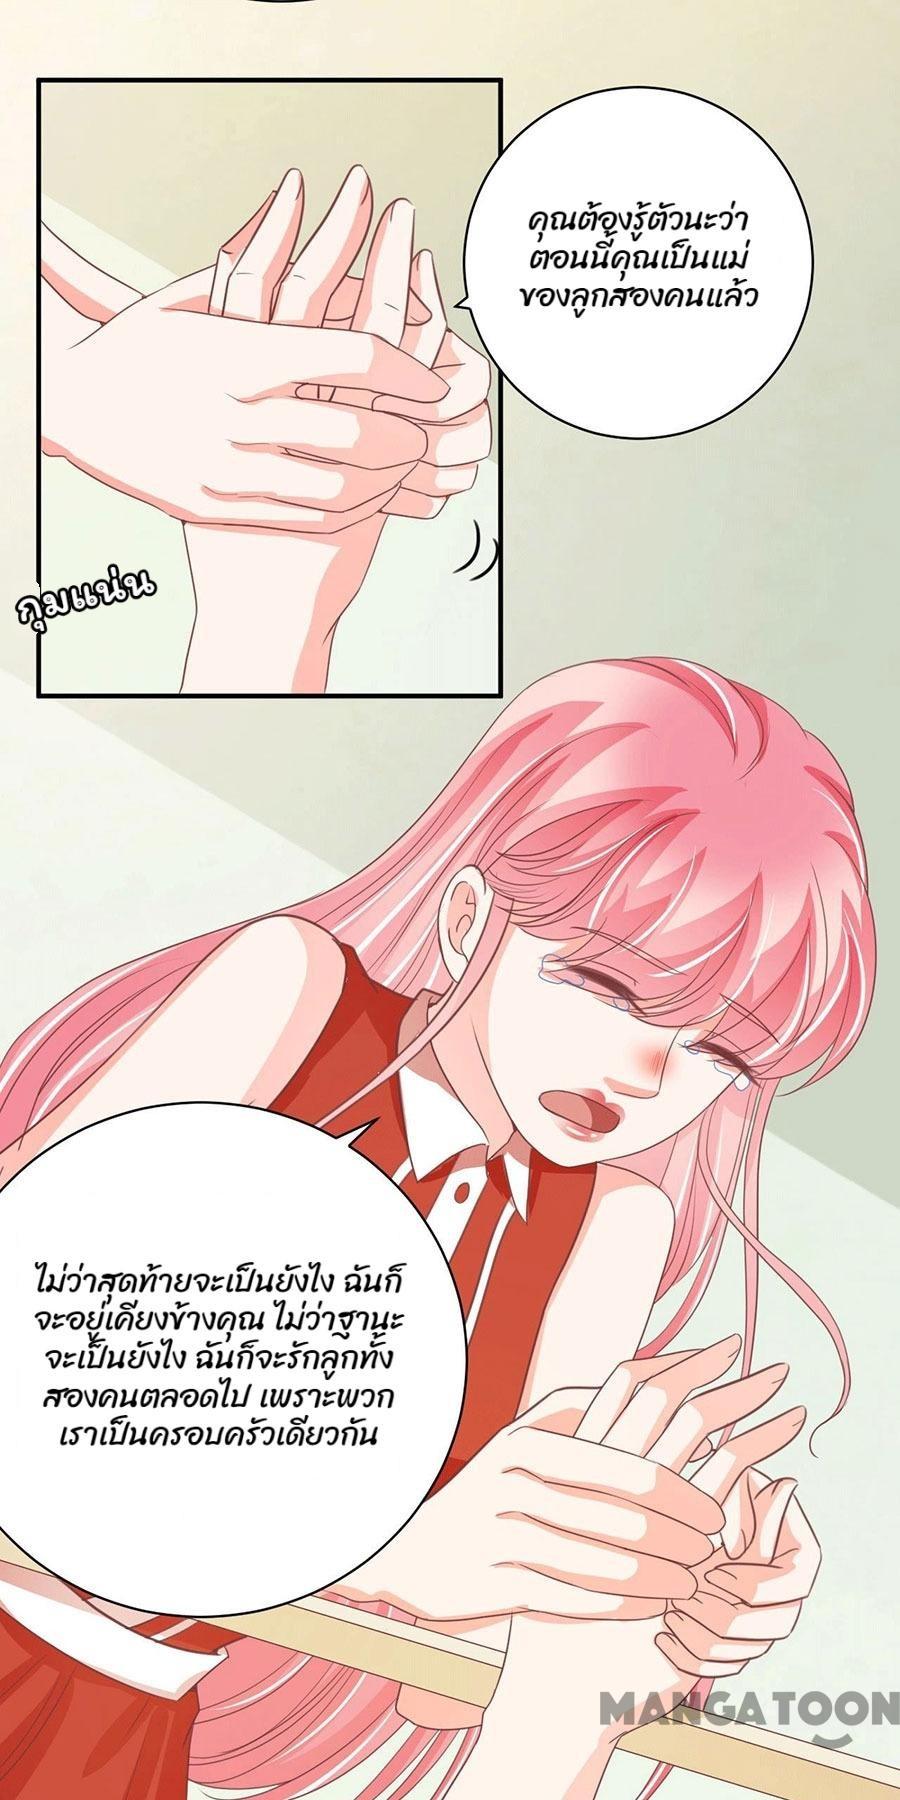 คุณต้องรู้ตัวนะว่า
ตอนนี้คุณเป็นแม่
ของลูกสองคนแล้ว
กุมแน่น
ไม่ว่าสุดท้ายจะเป็นยังไง ฉันก็
จะอยู่เคียงข้างคุณ ไม่ว่าฐานะ
จะเป็นยังไง ฉันก็จะรักลูกทั้ง
สองคนตลอดไป เพราะพวก
เราเป็นครอบครัวเดียวกัน
MANGATOON